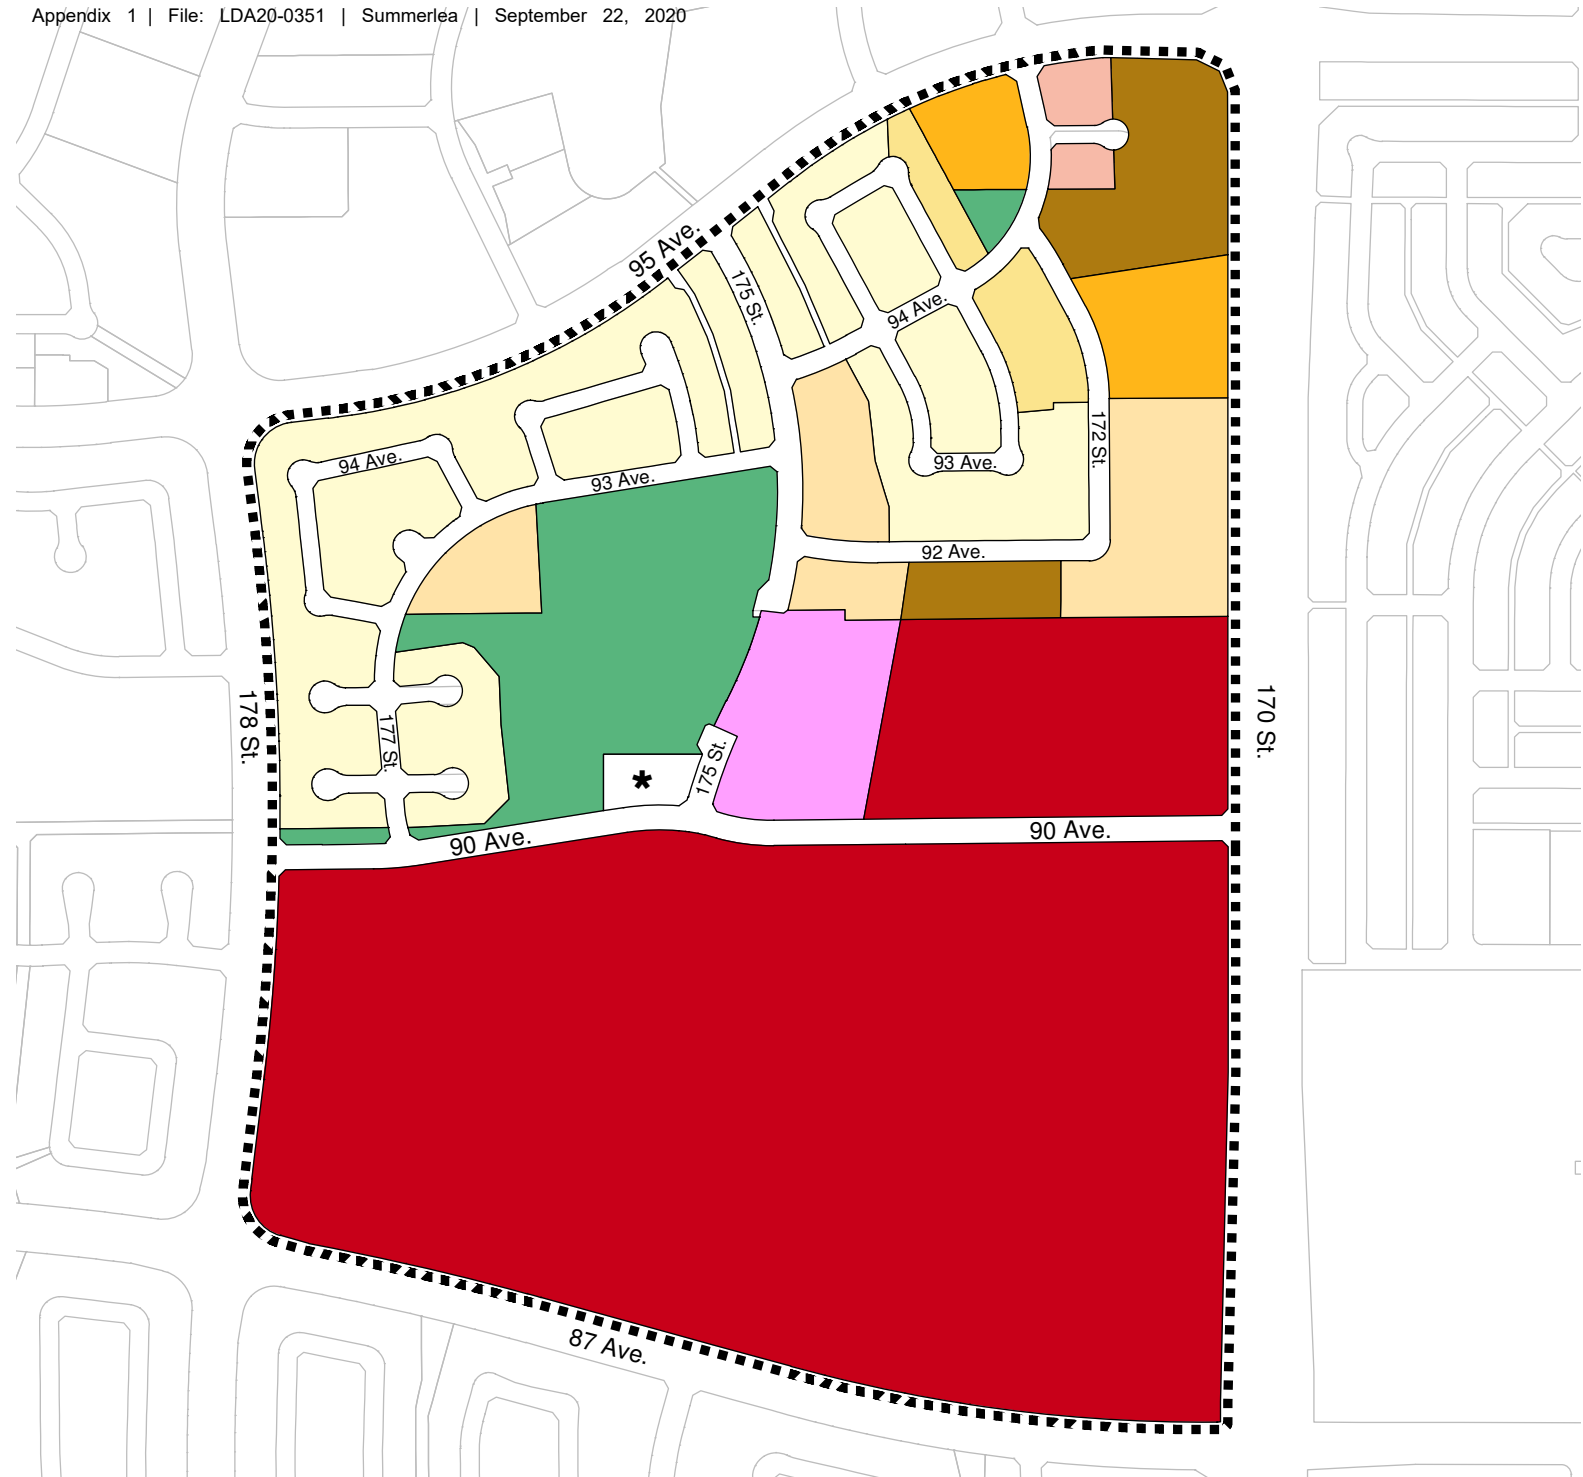 Appendix 1 | File: LDA20-0351 | Summerlea | September 22, 2020
95 Ave.
175 St.
94 Ave.
172 St.
94 Ave.
93 Ave.
93 Ave.
92 Ave.
178 St.
177 St.
170 St.
*
175 St.
90 Ave.
90 Ave.
87 Ave.